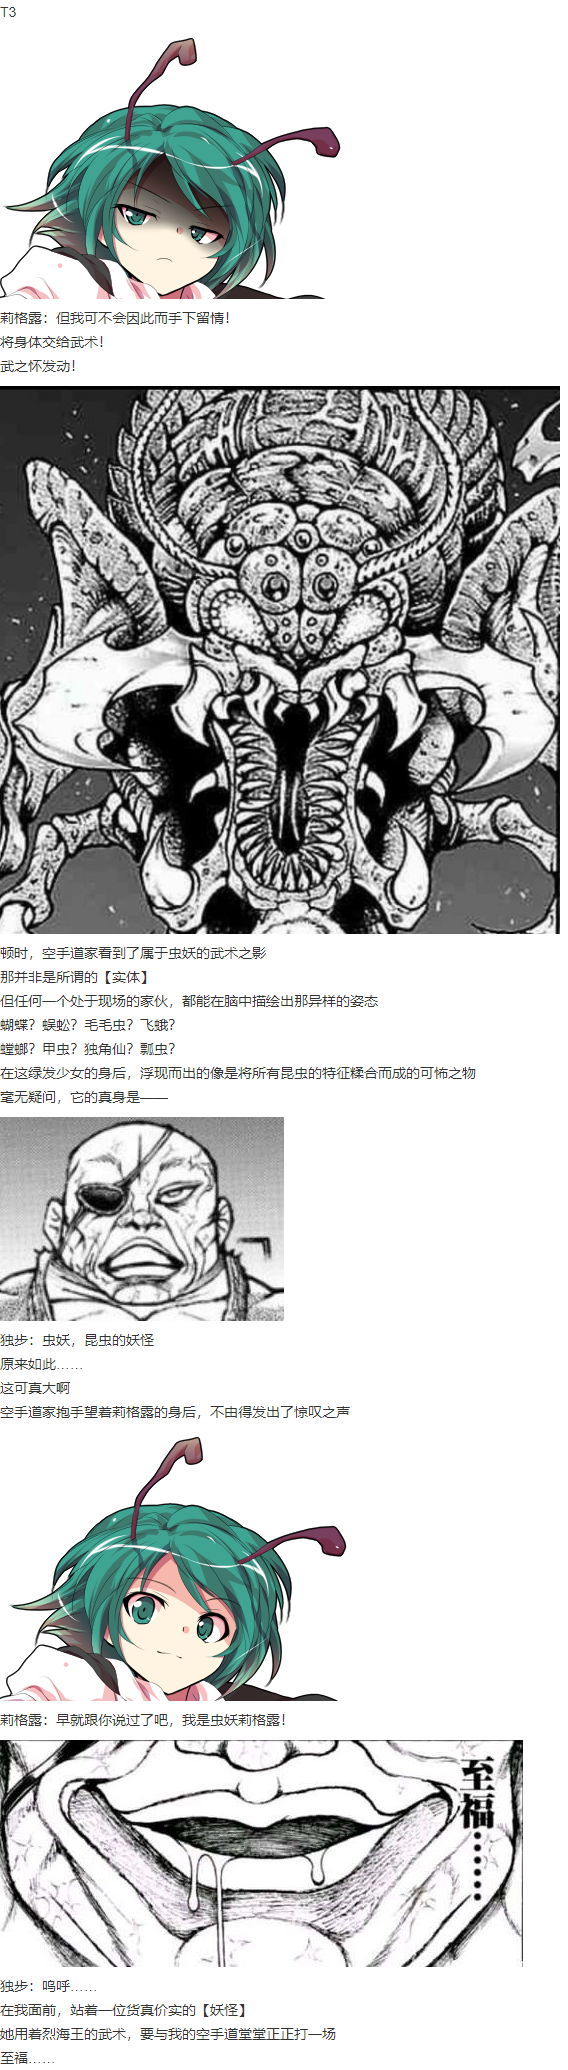 T3
莉格露：但我可不会因此而手下留情！
将身体交给武术！
武之怀发动！
顿时，空手道家看到了属于虫妖的武术之影
那并非是所谓的【实体】
但任何一个处于现场的家伙，都能在脑中描绘出那异样的姿态
蝴蝶？蜈蚣？毛毛虫？飞蛾？
螳螂？甲虫？独角仙？瓢虫？
在这绿发少女的身后，浮现而出的像是将所有昆虫的特征糅合而成的可怖之物
毫无疑问，它的真身是——
独步：虫妖，昆虫的妖怪
原来如此……
这可真大啊
空手道家抱手望着莉格露的身后，不由得发出了惊叹之声
莉格露：早就跟你说过了吧，我是虫妖莉格露！
至福……
独步：呜呼……
在我面前，站着一位货真价实的【妖怪】
她用着烈海王的武术，要与我的空手道堂堂正正打一场
至福……